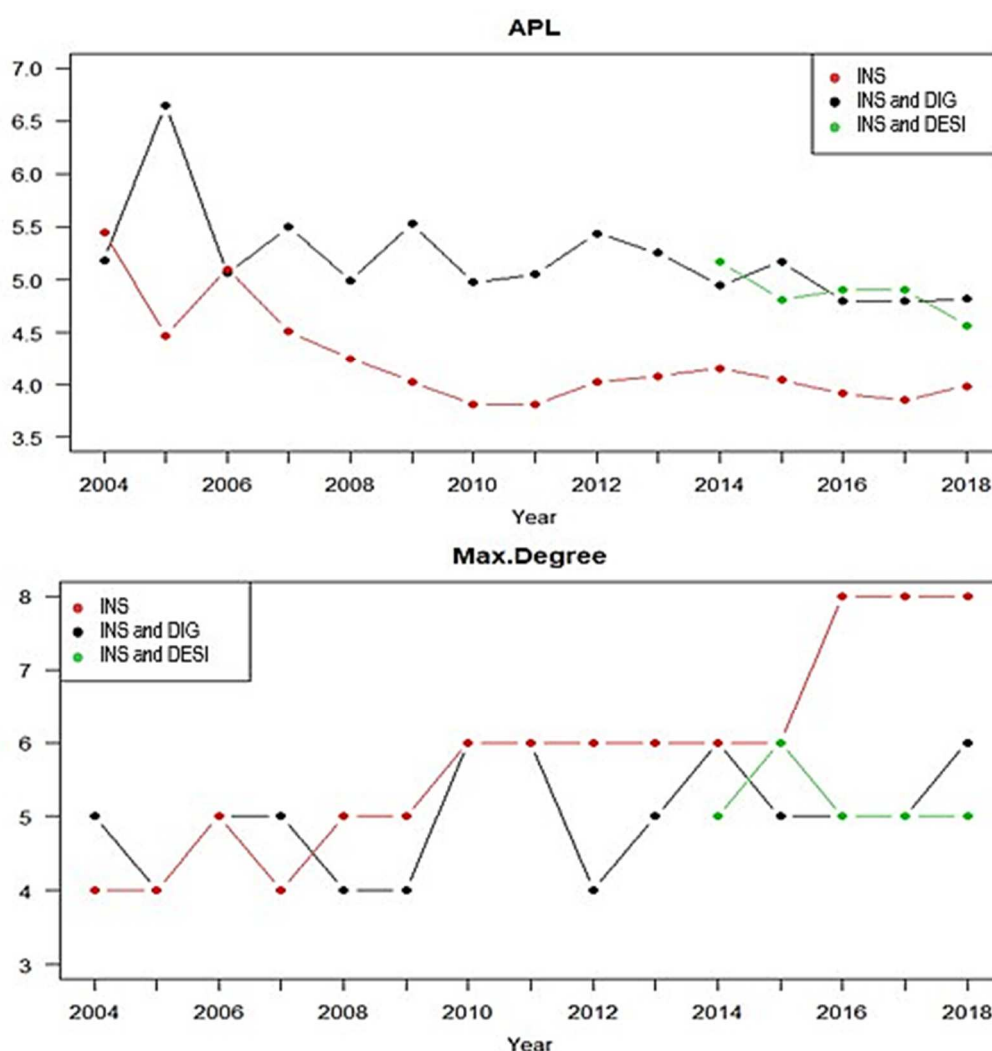 APL
7.0
6.5
6.0
5.5
5.0
4.5
4.0
3.5
INS
INS and DIG
INS and DESI
2004 2006 2008 2010 2012 2014 2016 2018
Year
Max.Degree
8
7
6
5
4
3
INS
INS and DIG
INS and DESI
2004 2006 2008 2010 2012 2014 2016 2018
Year